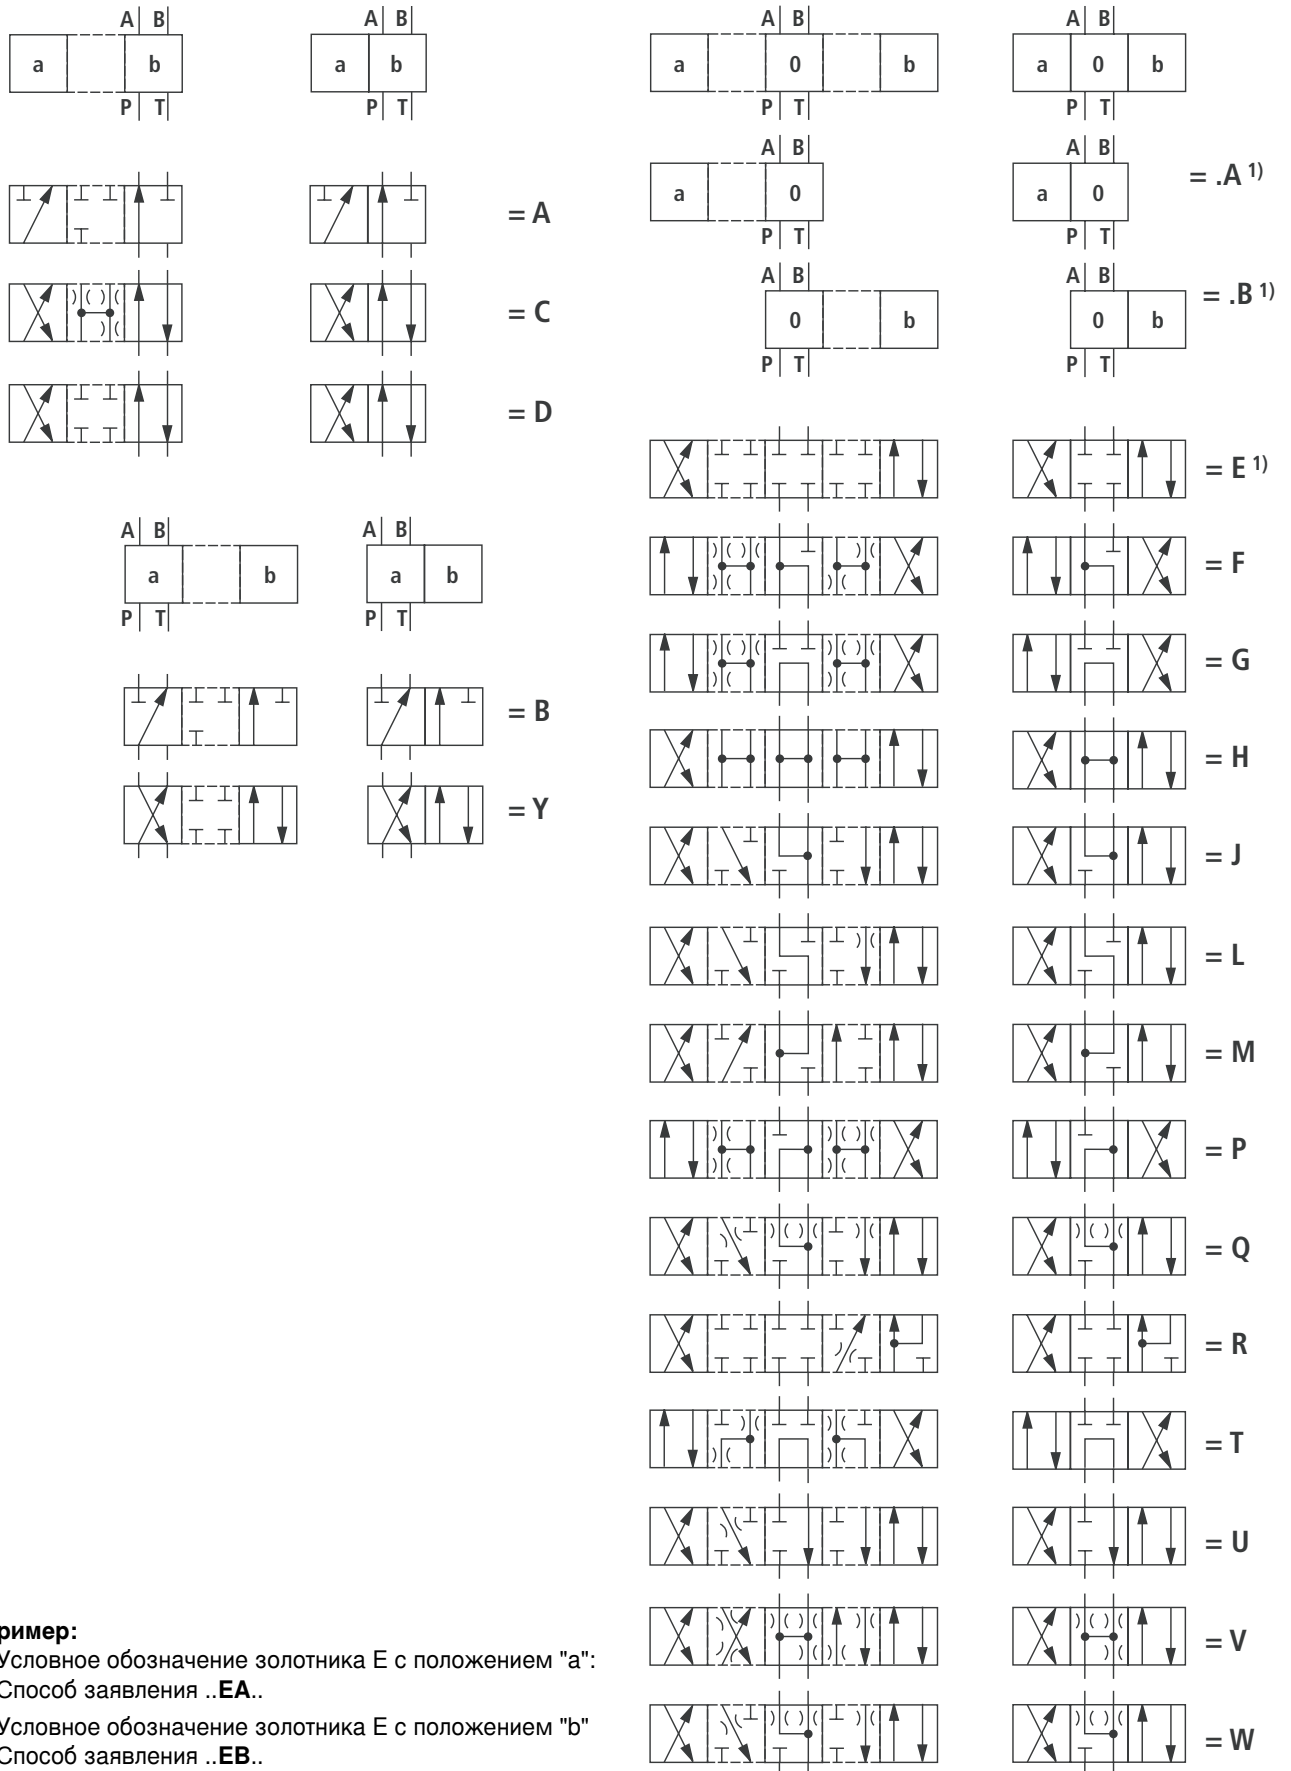 A B
a b
P T
A B
a b
P T
= A
= C
= D
A B
a b
P T
A B
a b
P T
= B
= Y
A B
a 0 b
P T
A B
a 0 b
P T
A B
a 0
P T
A B
a 0
P T
= .A 1)
A B
0 b
P T
A B
0 b
P T
= .B 1)
= E 1)
= F
= G
= H
= J
= L
= M
= P
= Q
= R
= T
= U
= V
= W
ример:
Условное обозначение золотника E с положением "a":
Способ заявления ..EA..
Условное обозначение золотника E с положением "b"
Способ заявления ..EB..